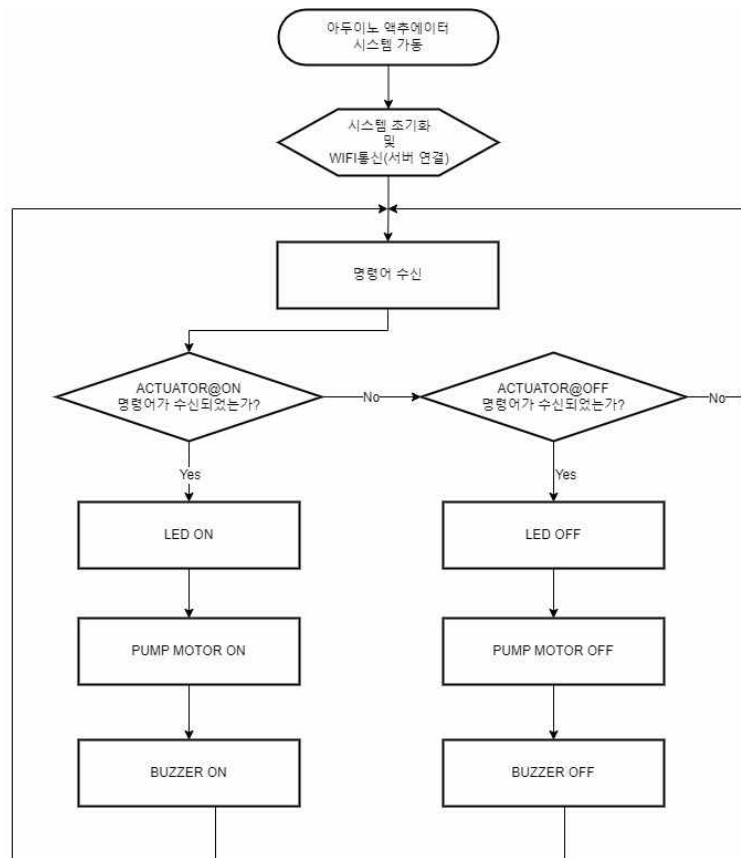 아두이노 액추에이터
시스템 가동
시스템 초기화
및
WIFI통신(서버 연결)
명령어 수신
ACTUATOR@ON
명령어가 수신되었는가?
No
ACTUATOR@OFF
명령어가 수신되었는가?
No
Yes
Yes
LED ON
LED OFF
PUMP MOTOR ON
PUMP MOTOR OFF
BUZZER ON
BUZZER OFF